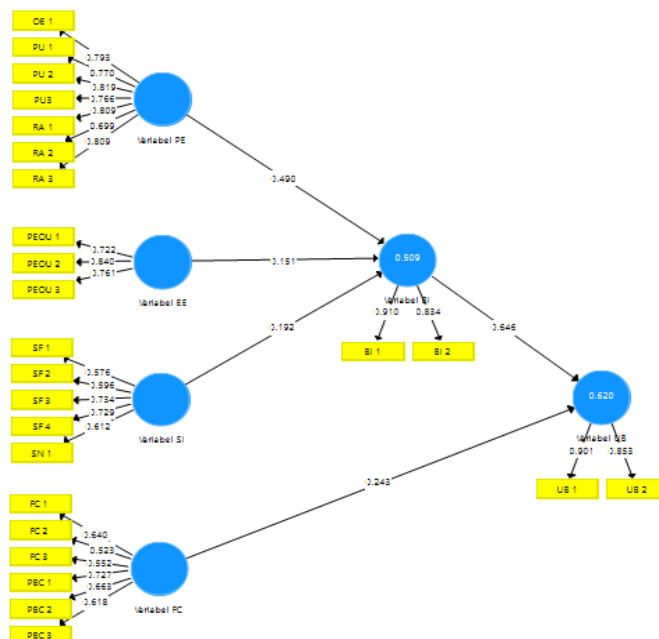 OE 1
PU 1
PU 2
PU3
RA 1
RA 2
RA 3
0.793
0.770
0.819
0.766
0.809
0.699
0.809
Variabel PE
0.490
PEOU 1
PEOU 2
PEOU 3
0.722
0.840
0.761
Variabel EE
0.151
0.509
Variabel BI
0.910
0.834
BI 1
BI 2
0.192
0.646
SF 1
SF 2
SF 3
SF 4
SN 1
0.576
0.596
0.734
0.729
0.612
Variabel SI
0.620
Variabel UB
0.901
0.853
UB 1
UB 2
0.243
FC 1
FC 2
FC 3
PBC 1
PBC 2
PBC 3
0.640
0.523
0.552
0.727
0.663
0.618
Variabel FC